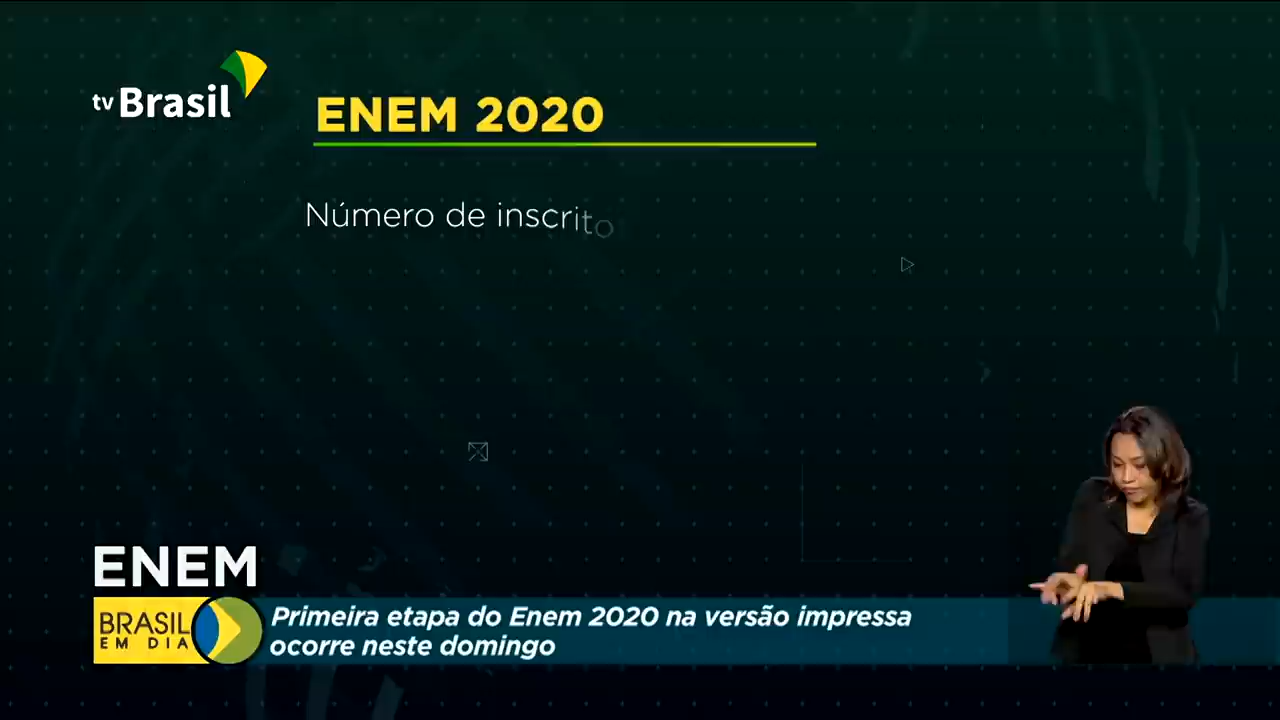 tv Brasil
ENEM 2020
Número de inscrito
ENEM
BRASIL
EM DIA
Primeira etapa do Enem 2020 na versão impressa
ocorre neste domingo